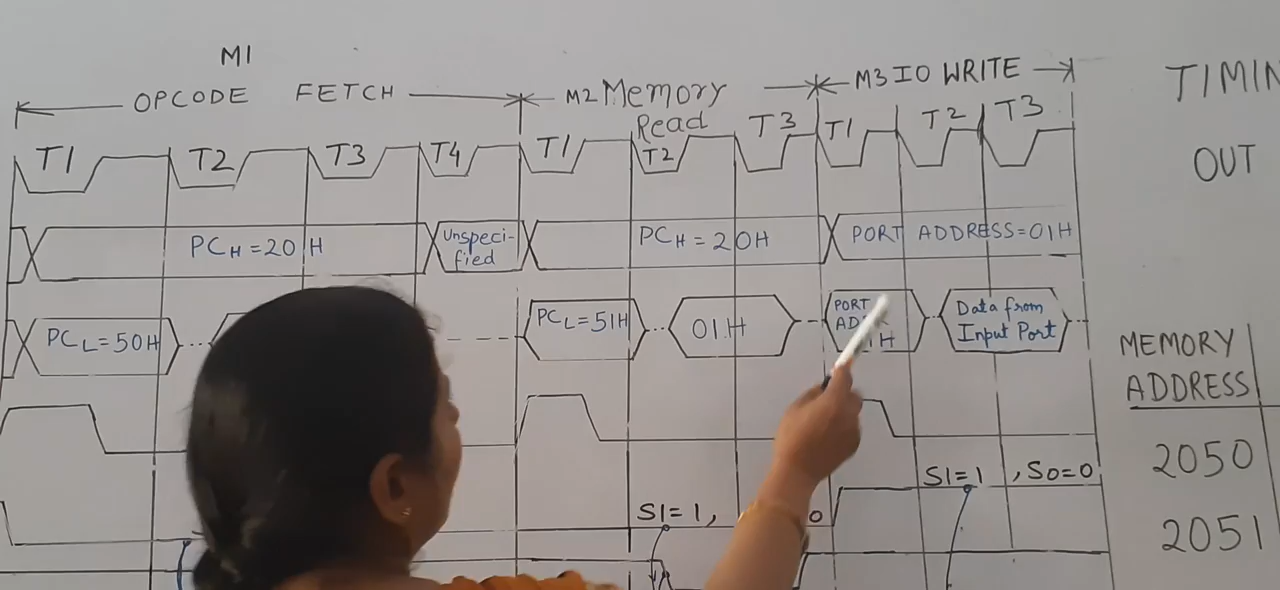 M1
OPCODE FETCH
M2 Memory
Read
M3 IO WRITE
TIMIN
OUT
T1
T2
T3
T4
T1
T2
T3
T1
T2
T3
PCH = 20H
Unspeci-
fied
PCH = 20H
PORT ADDRESS=01H
PCL = 50H
PCL = 51H
01H
PORT
H
Data from
Input Port
MEMORY
ADDRESS
2050
2051
S1=1,
0
S1=1, S0=0